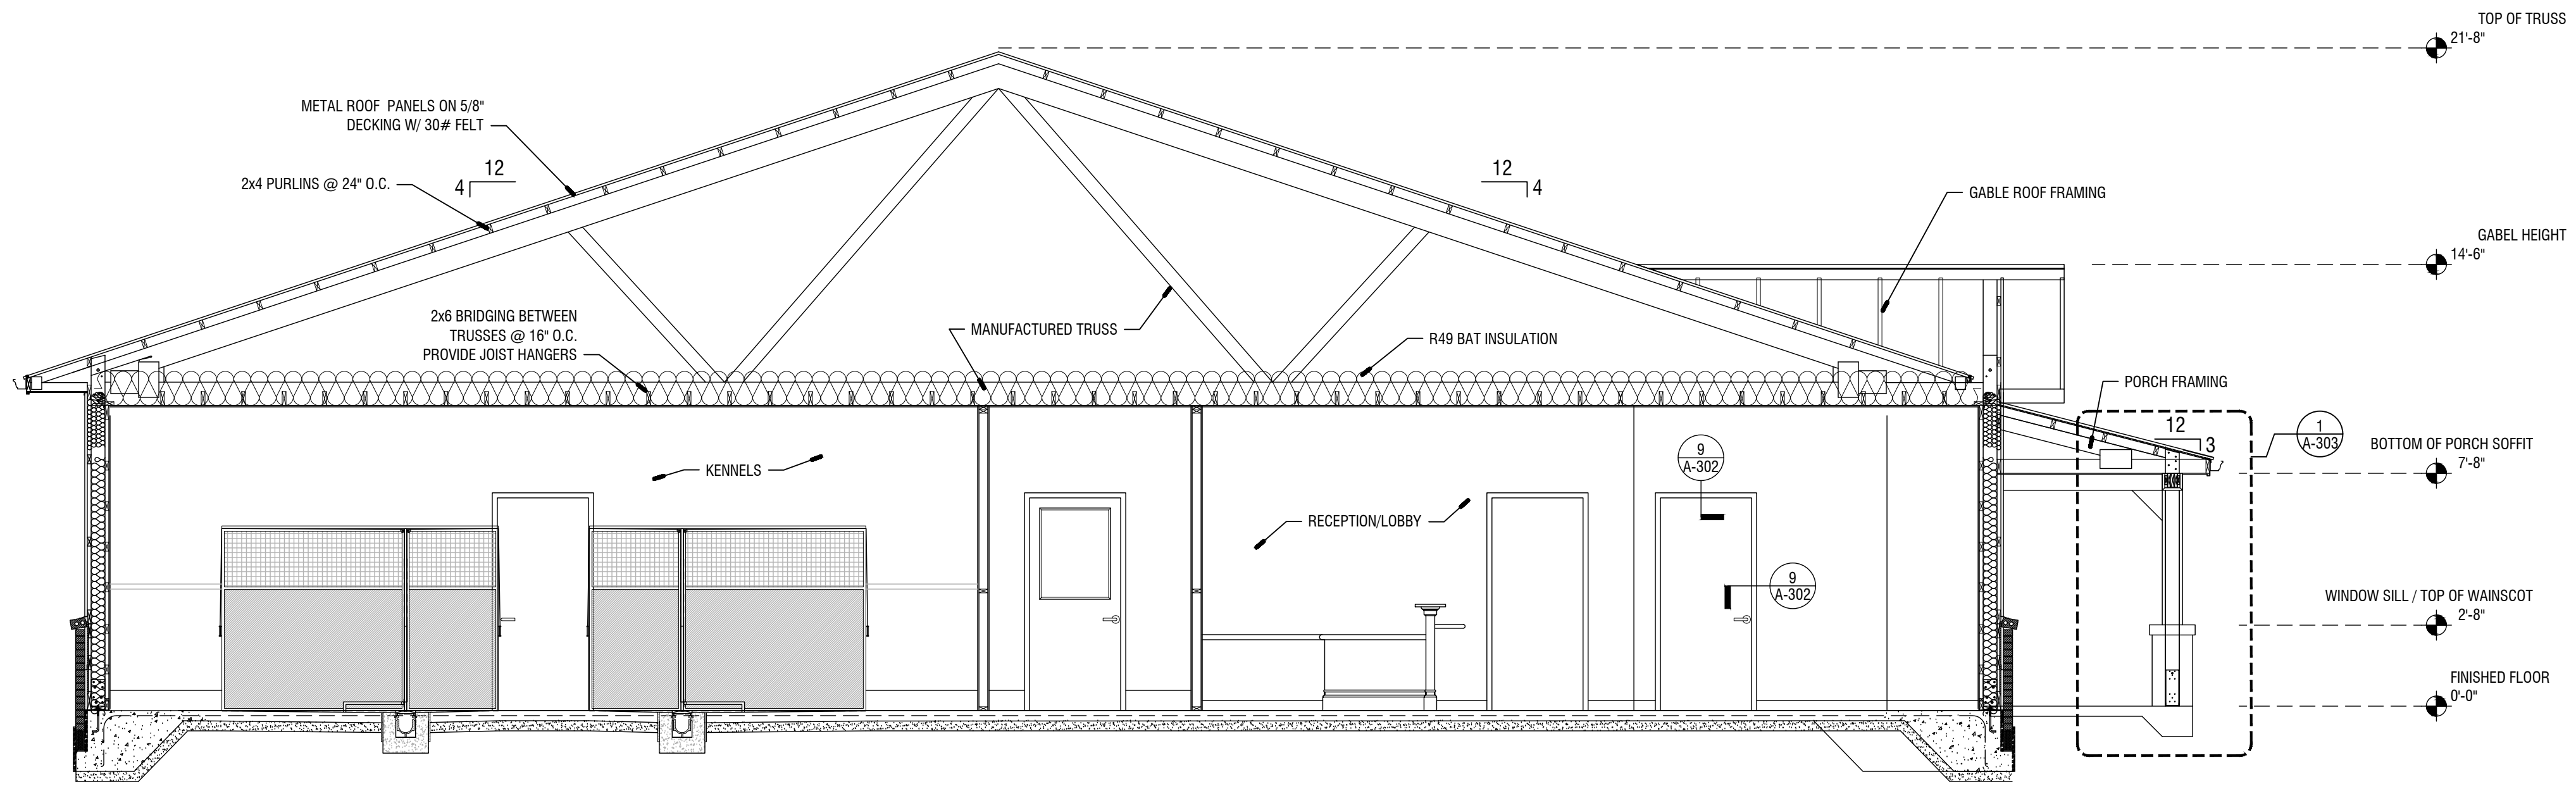 TOP OF TRUSS
21'-8"
METAL ROOF PANELS ON 5/8"
DECKING W/ 30# FELT
12
4
2x4 PURLINS @ 24" O.C.
12
4
GABLE ROOF FRAMING
GABEL HEIGHT
14'-6"
2x6 BRIDGING BETWEEN
TRUSSES @ 16" O.C.
PROVIDE JOIST HANGERS
MANUFACTURED TRUSS
R49 BAT INSULATION
PORCH FRAMING
12
3
1
A-303
BOTTOM OF PORCH SOFFIT
7'-8"
KENNELS
9
A-302
RECEPTION/LOBBY
9
A-302
WINDOW SILL / TOP OF WAINSCOT
2'-8"
FINISHED FLOOR
0'-0"